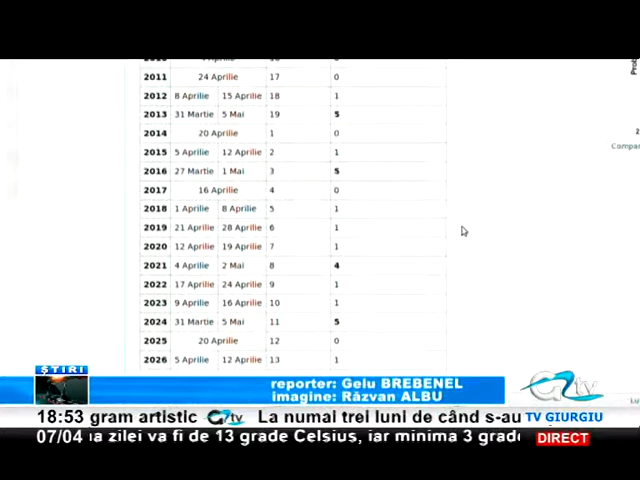 2011 24 Aprilie 17 0
2012 8 Aprilie 15 Aprilie 18 1
2013 31 Martie 5 Mai 19 5
2014 20 Aprilie 1 0
2015 5 Aprilie 12 Aprilie 2 1
2016 27 Martie 1 Mai 3 5
2017 16 Aprilie 4 0
2018 1 Aprilie 8 Aprilie 5 1
2019 21 Aprilie 28 Aprilie 6 1
2020 12 Aprilie 19 Aprilie 7 1
2021 4 Aprilie 2 Mai 8 4
2022 17 Aprilie 24 Aprilie 9 1
2023 9 Aprilie 16 Aprilie 10 1
2024 31 Martie 5 Mai 11 5
2025 20 Aprilie 12 0
2026 5 Aprilie 12 Aprilie 13 1
ȘTIRI
reporter: Gelu BREBENEL
imagine: Răzvan ALBU
tv
18:53 gram artistic tv La numai trei luni de când s-au TV GIURGIU
07/04 zilei va fi de 13 grade Celsius, iar minima 3 grade DIRECT